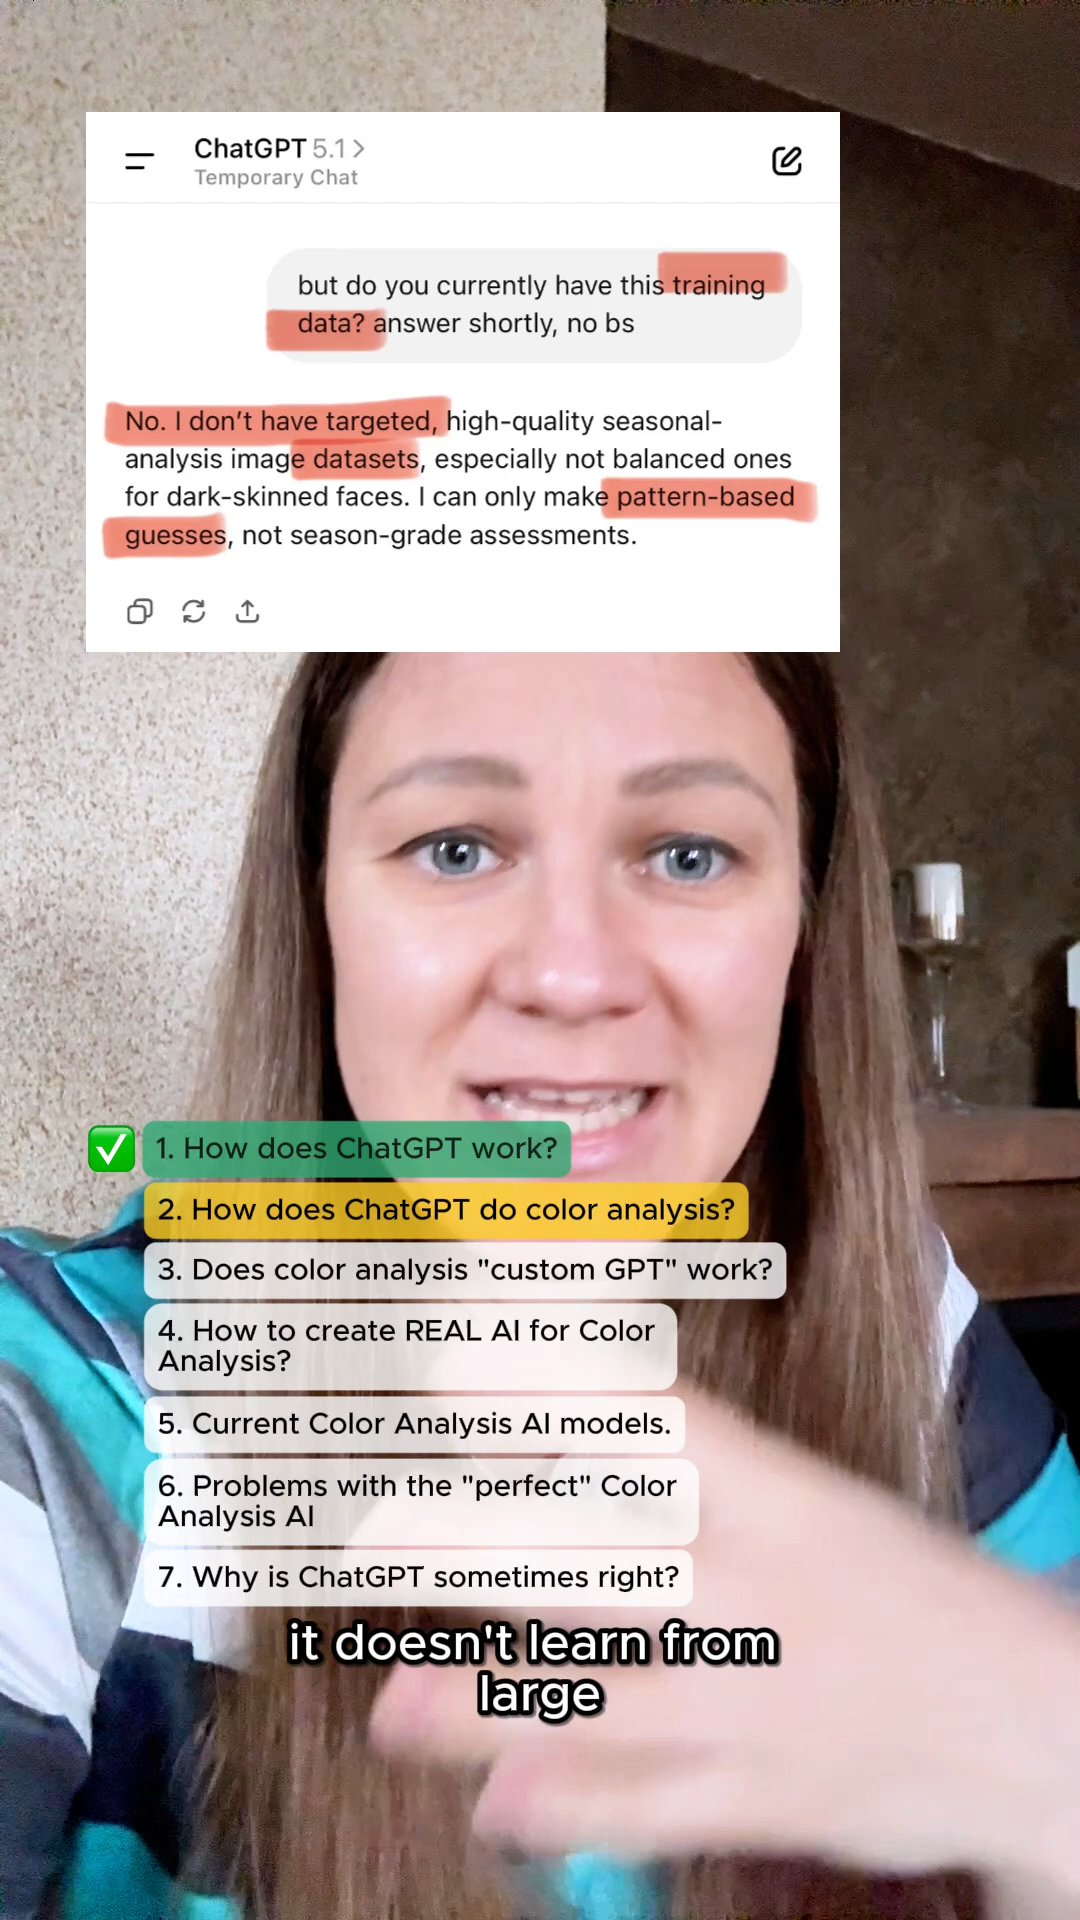 ChatGPT 5.1 >
Temporary Chat
but do you currently have this training
data? answer shortly, no bs
No. I don’t have targeted, high-quality seasonal-
analysis image datasets, especially not balanced ones
for dark-skinned faces. I can only make pattern-based
guesses, not season-grade assessments.
1. How does ChatGPT work?
2. How does ChatGPT do color analysis?
3. Does color analysis "custom GPT" work?
4. How to create REAL AI for Color
Analysis?
5. Current Color Analysis AI models.
6. Problems with the "perfect" Color
Analysis AI
7. Why is ChatGPT sometimes right?
it doesn't learn from
large